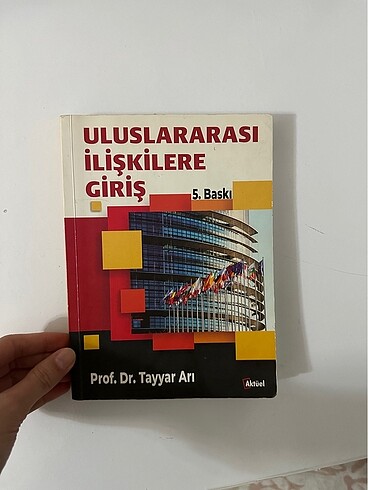 ULUSLARARASI
İLİŞKİLERE
GİRİŞ
5. Baskı
Prof. Dr. Tayyar Arı
Aktüel